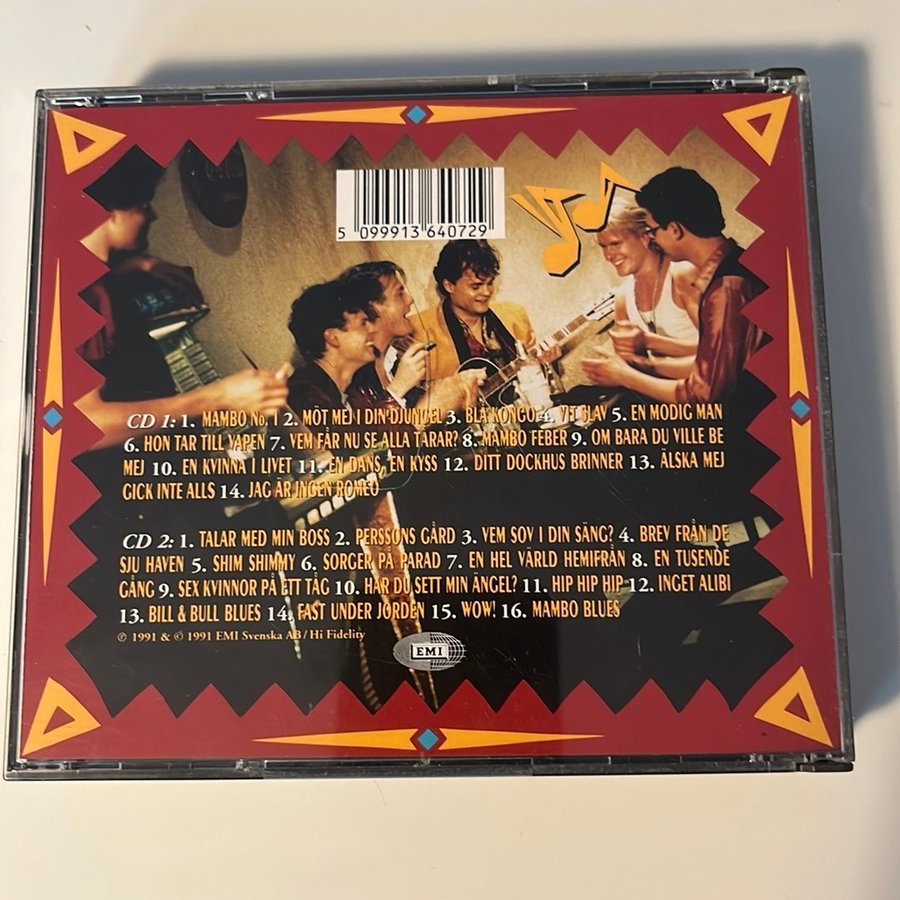 5 099913 640729
CD 1: 1. MAMBO No. 1 2. MÖT MEJ I DIN DJUNGEL 3. BLÅ KONGO 4. VIT SLAV 5. EN MODIG MAN
6. HON TAR TILL VAPEN 7. VEM FÅR NU SE ALLA TÅRAR? 8. MAMBO FEBER 9. OM BARA DU VILLE BE
MEJ 10. EN KVINNA I LIVET 11. EN DANS, EN KYSS 12. DITT DOCKHUS BRINNER 13. ÄLSKA MEJ
GICK INTE ALLS 14. JAG ÄR INGEN ROMEO
CD 2: 1. TALAR MED MIN BOSS 2. PERSSONS GÅRD 3. VEM SOV I DIN SÄNG? 4. BREV FRÅN DE
SJU HAVEN 5. SHIM SHIMMY 6. SORGER PÅ PARAD 7. EN HEL VÄRLD HEMIFRÅN 8. EN TUSENDE
GÅNG 9. SEX KVINNOR PÅ ETT TÅG 10. HAR DU SETT MIN ÄNGEL? 11. HIP HIP HIP 12. INGET ALIBI
13. BILL & BULL BLUES 14. FAST UNDER JORDEN 15. WOW! 16. MAMBO BLUES
℗ 1991 & © 1991 EMI Svenska AB / Hi Fidelity
EMI